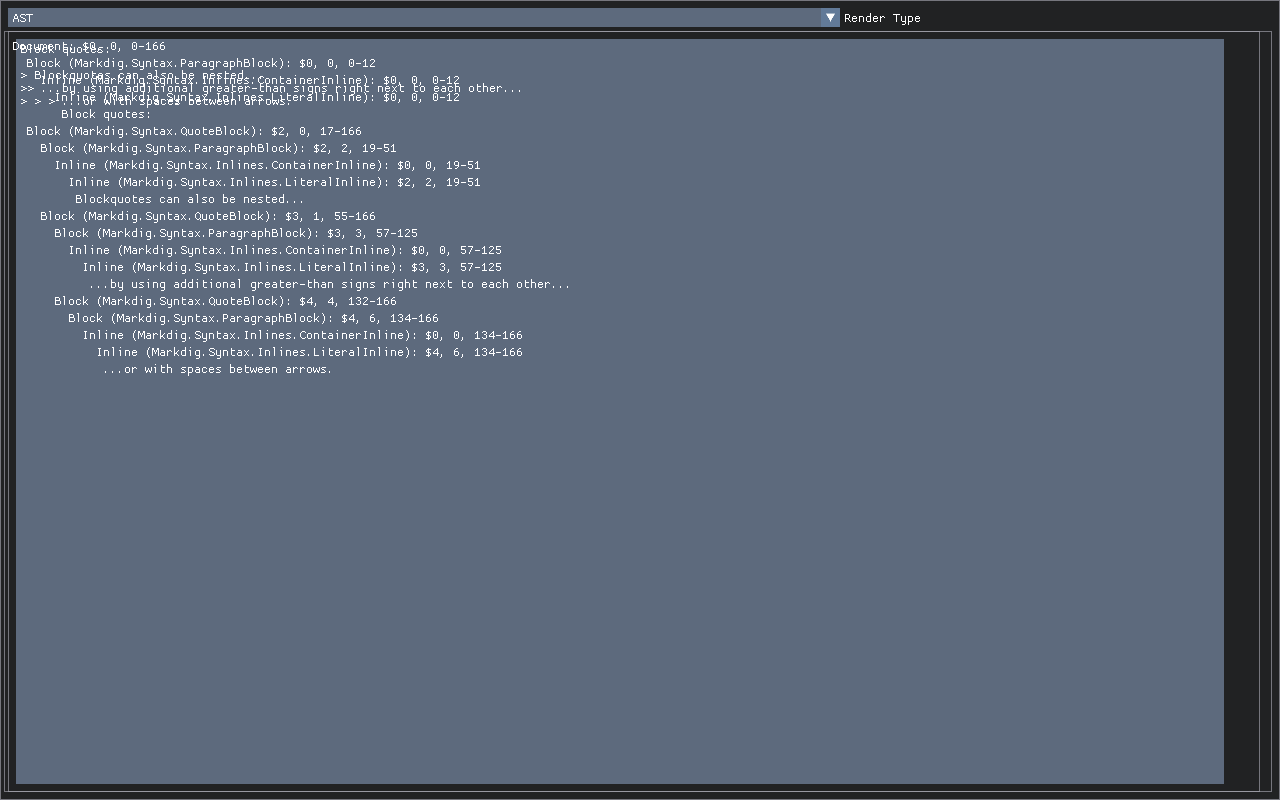 AST
Render Type
Document: $0, 0, 0-166
Block quotes:
Block (Markdig.Syntax.ParagraphBlock): $0, 0, 0-12
> Blockquotes can also be nested...
Inline (Markdig.Syntax.Inlines.ContainerInline): $0, 0, 0-12
>> ...by using additional greater-than signs right next to each other...
Inline (Markdig.Syntax.Inlines.LiteralInline): $0, 0, 0-12
> > > ...or with spaces between arrows.
Block quotes:
Block (Markdig.Syntax.QuoteBlock): $2, 0, 17-166
Block (Markdig.Syntax.ParagraphBlock): $2, 2, 19-51
Inline (Markdig.Syntax.Inlines.ContainerInline): $0, 0, 19-51
Inline (Markdig.Syntax.Inlines.LiteralInline): $2, 2, 19-51
Blockquotes can also be nested...
Block (Markdig.Syntax.QuoteBlock): $3, 1, 55-166
Block (Markdig.Syntax.ParagraphBlock): $3, 3, 57-125
Inline (Markdig.Syntax.Inlines.ContainerInline): $0, 0, 57-125
Inline (Markdig.Syntax.Inlines.LiteralInline): $3, 3, 57-125
...by using additional greater-than signs right next to each other...
Block (Markdig.Syntax.QuoteBlock): $4, 4, 132-166
Block (Markdig.Syntax.ParagraphBlock): $4, 6, 134-166
Inline (Markdig.Syntax.Inlines.ContainerInline): $0, 0, 134-166
Inline (Markdig.Syntax.Inlines.LiteralInline): $4, 6, 134-166
...or with spaces between arrows.